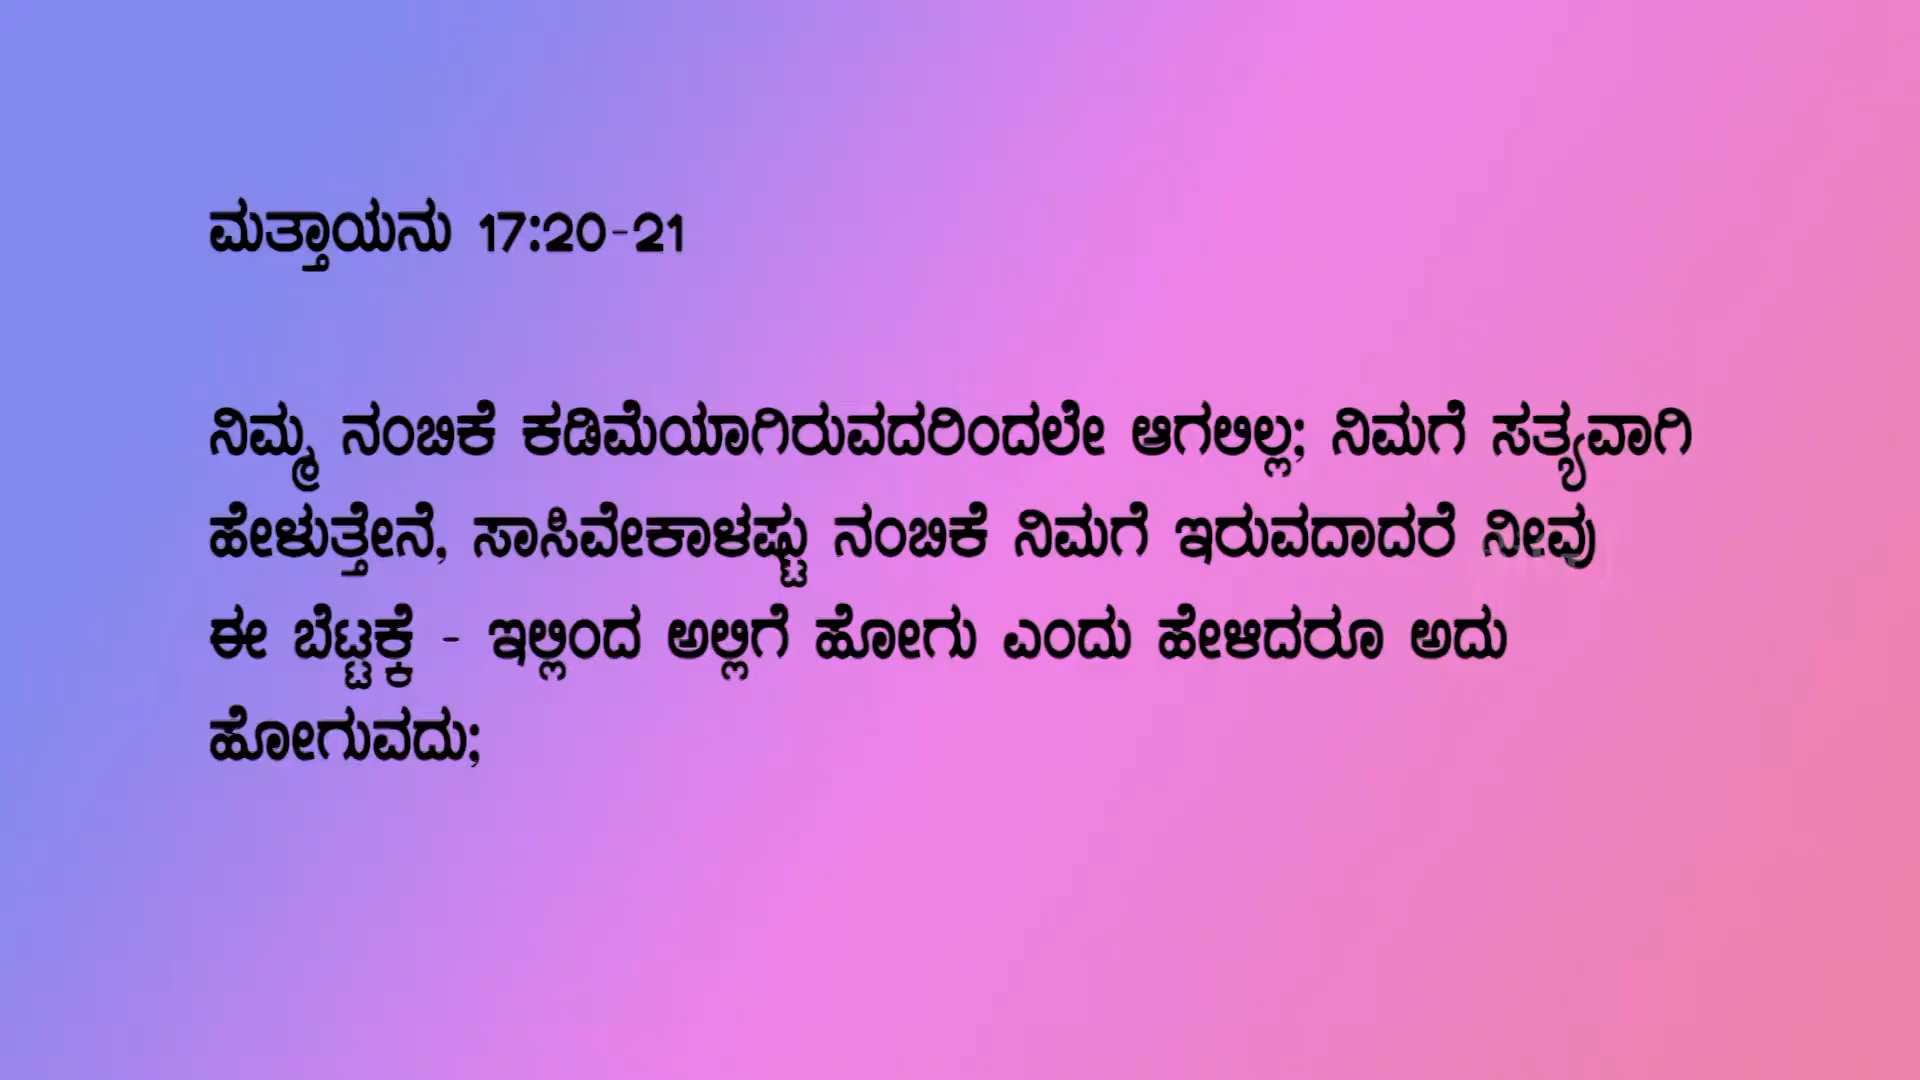 ಮತ್ತಾಯನು 17:20-21
ನಿಮ್ಮ ನಂಬಿಕೆ ಕಡಿಮೆಯಾಗಿರುವದರಿಂದಲೇ ಆಗಲಿಲ್ಲ; ನಿಮಗೆ ಸತ್ಯವಾಗಿ
ಹೇಳುತ್ತೇನೆ, ಸಾಸಿವೇಕಾಳಷ್ಟು ನಂಬಿಕೆ ನಿಮಗೆ ಇರುವದಾದರೆ ನೀವು
ಈ ಬೆಟ್ಟಕ್ಕೆ - ಇಲ್ಲಿಂದ ಅಲ್ಲಿಗೆ ಹೋಗು ಎಂದು ಹೇಳಿದರೂ ಅದು
ಹೋಗುವದು;